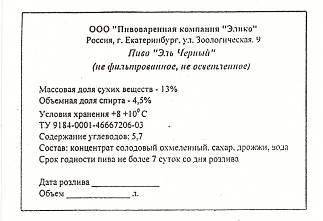 ООО "Пивоваренная компания "Элико"
Россия, г. Екатеринбург, ул. Зоологическая. 9
Пиво "Эль Черный"
(не фильтрованное, не осветленное)
Массовая доля сухих веществ - 13%
Объемная доля спирта - 4,5%
Условия хранения +8 +10⁰ С
ТУ 9184-0001-46667206-03
Содержание углеводов: 5,7
Состав: концентрат солодовый охмеленный, сахар, дрожжи, вода
Срок годности пива не более 7 суток со дня розлива
Дата розлива
Объем л.